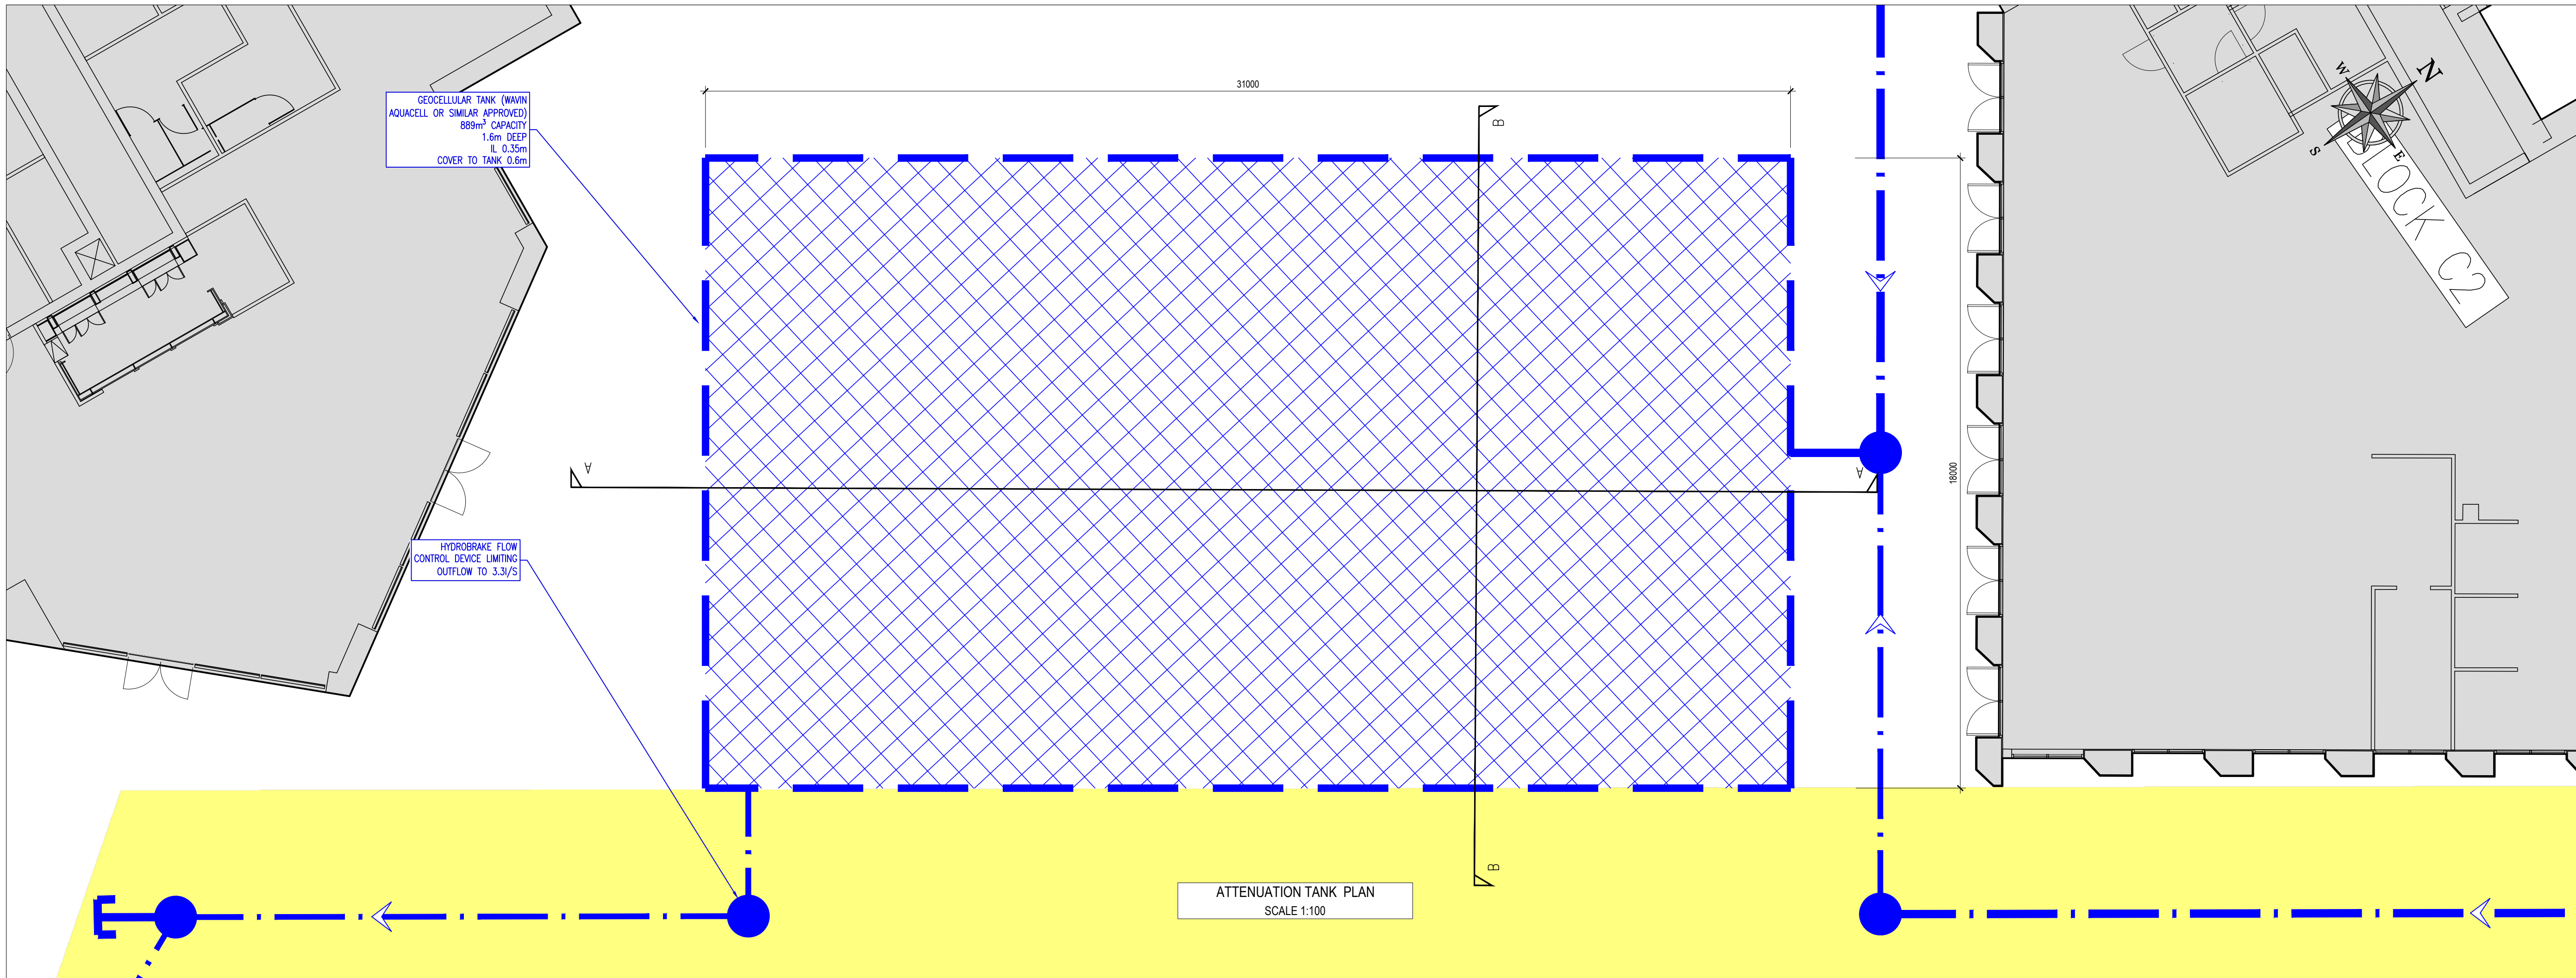 31000
GEOCELLULAR TANK (WAVIN
AQUACELL OR SIMILAR APPROVED)
889m³ CAPACITY
1.6m DEEP
IL 0.35m
COVER TO TANK 0.6m
B
N
W
E
S
BLOCK C2
A
A
18000
HYDROBRAKE FLOW
CONTROL DEVICE LIMITING
OUTFLOW TO 3.3l/S
B
ATTENUATION TANK PLAN
SCALE 1:100